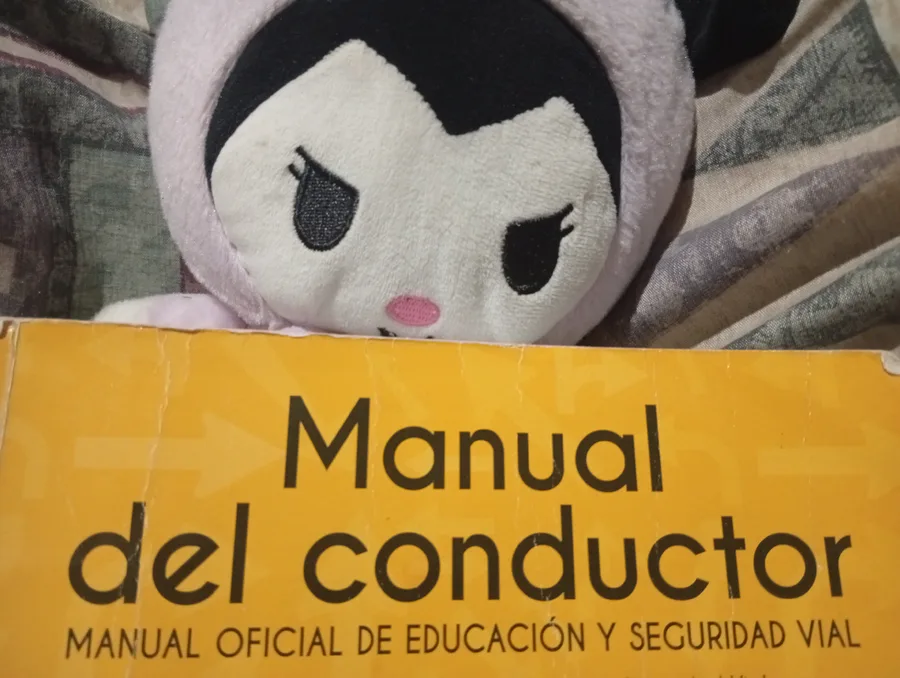 Manual
del conductor
MANUAL OFICIAL DE EDUCACIÓN Y SEGURIDAD VIAL